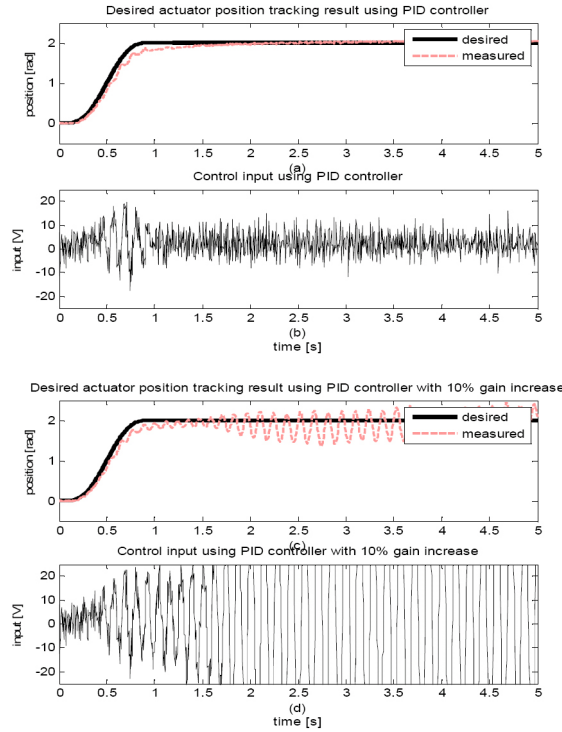 Desired actuator position tracking result using PID controller
position [rad]
2
1
0
desired
measured
0 0.5 1 1.5 2 2.5 3 3.5 4 4.5 5
(a)
Control input using PID controller
input [V]
20
10
0
-10
-20
0 0.5 1 1.5 2 2.5 3 3.5 4 4.5 5
(b)
time [s]
Desired actuator position tracking result using PID controller with 10% gain increase
position [rad]
2
1
0
desired
measured
0 0.5 1 1.5 2 2.5 3 3.5 4 4.5 5
(c)
Control input using PID controller with 10% gain increase
input [V]
20
10
0
-10
-20
0 0.5 1 1.5 2 2.5 3 3.5 4 4.5 5
(d)
time [s]